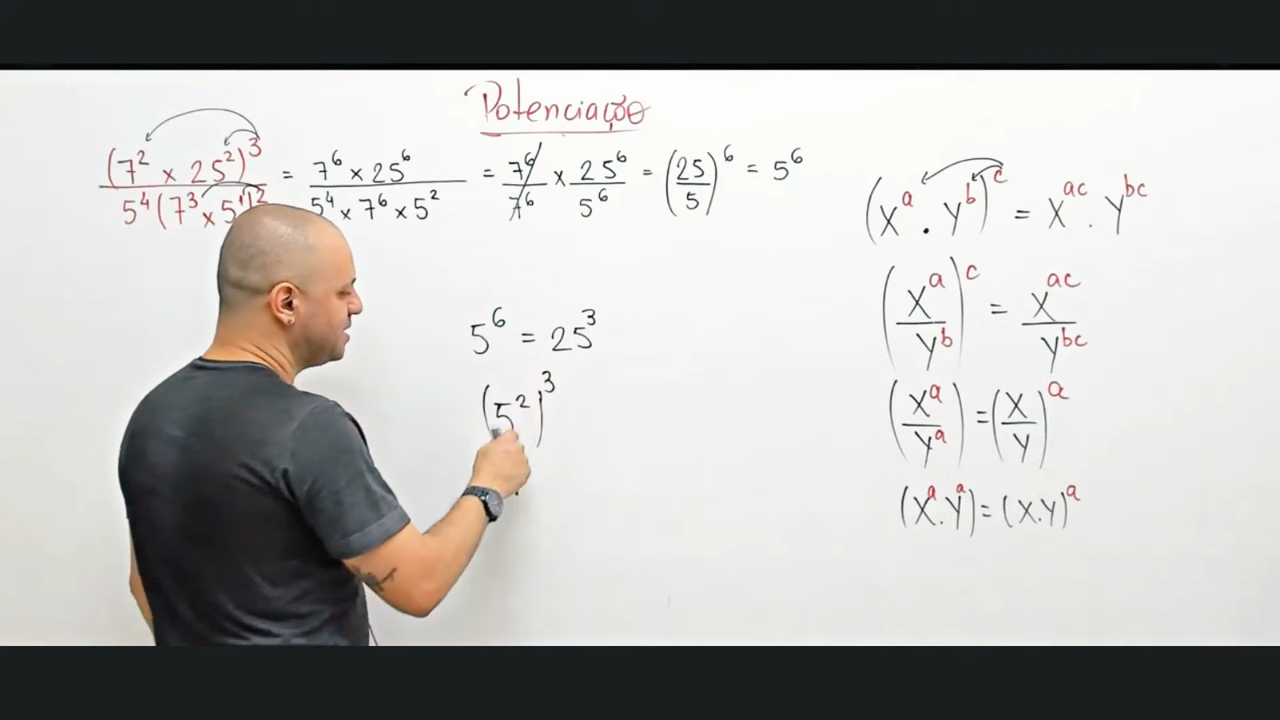 Potenciação
(7² x 25²)³ / 5⁴(7³ x 5¹)² = 7⁶ x 25⁶ / 5⁴ x 7⁶ x 5² = 7⁶/7⁶ x 25⁶/5⁶ = (25/5)⁶ = 5⁶
5⁶ = 25³
(5²)³
(Xᵃ . Yᵇ)ᶜ = Xᵃᶜ . Yᵇᶜ
(Xᵃ/Yᵇ)ᶜ = Xᵃᶜ/Yᵇᶜ
(Xᵃ/Yᵃ) = (X/Y)ᵃ
(Xᵃ.Yᵃ) = (X.Y)ᵃ